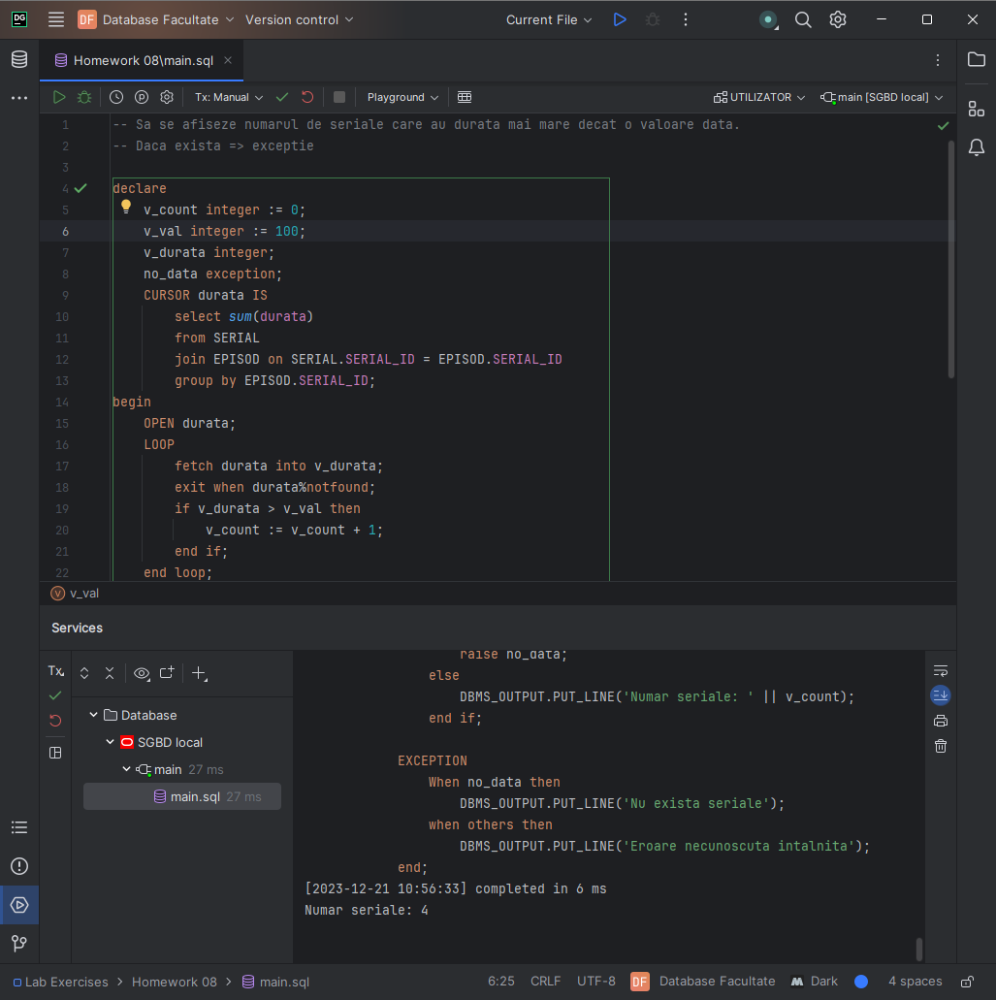 DG DF Database Facultate Version control Current File
Homework 08\main.sql
Tx: Manual Playground UTILIZATOR main [SGBD local]
1 -- Sa se afiseze numarul de seriale care au durata mai mare decat o valoare data.
2 -- Daca exista => exceptie
3
4 declare
5 v_count integer := 0;
6 v_val integer := 100;
7 v_durata integer;
8 no_data exception;
9 CURSOR durata IS
10 select sum(durata)
11 from SERIAL
12 join EPISOD on SERIAL.SERIAL_ID = EPISOD.SERIAL_ID
13 group by EPISOD.SERIAL_ID;
14 begin
15 OPEN durata;
16 LOOP
17 fetch durata into v_durata;
18 exit when durata%notfound;
19 if v_durata > v_val then
20 v_count := v_count + 1;
21 end if;
22 end loop;
v v_val
Services
Tx
Database
SGBD local
main 27 ms
main.sql 27 ms
raise no_data;
else
DBMS_OUTPUT.PUT_LINE('Numar seriale: ' || v_count);
end if;
EXCEPTION
When no_data then
DBMS_OUTPUT.PUT_LINE('Nu exista seriale');
when others then
DBMS_OUTPUT.PUT_LINE('Eroare necunoscuta intalnita');
end;
[2023-12-21 10:56:33] completed in 6 ms
Numar seriale: 4
Lab Exercises > Homework 08 > main.sql 6:25 CRLF UTF-8 DF Database Facultate Dark 4 spaces